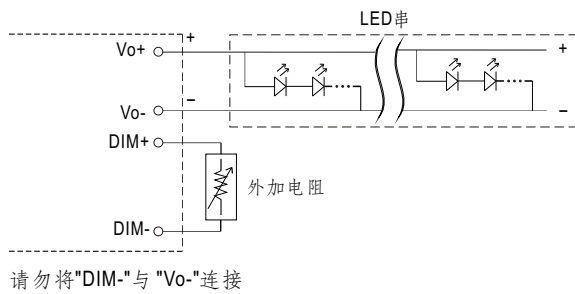 LED串
Vo+
+
+
Vo-
−
−
DIM+
外加电阻
DIM-
请勿将"DIM-"与 "Vo-"连接